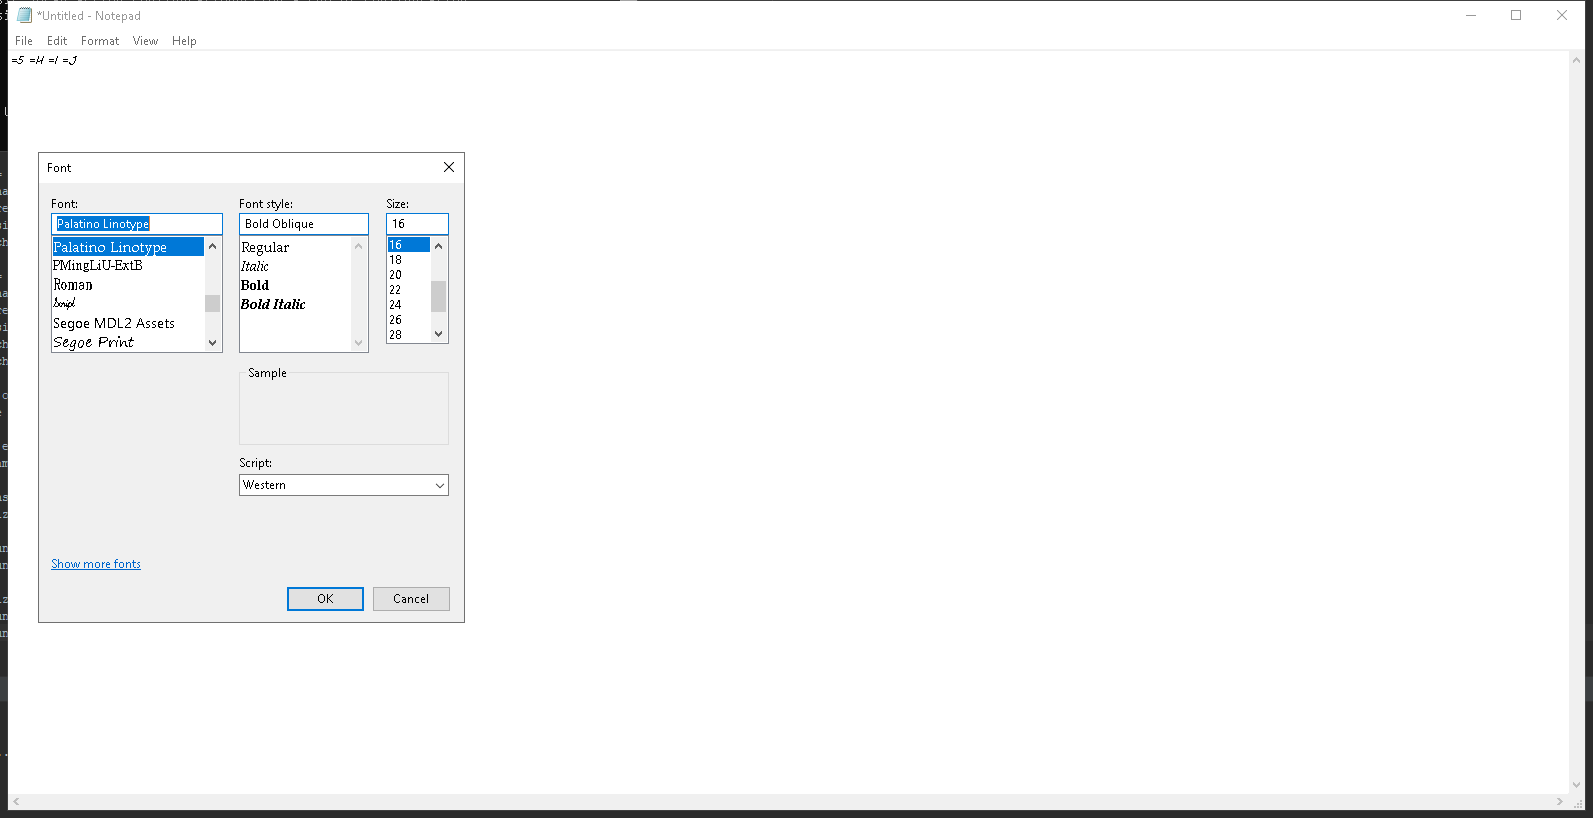 *Untitled - Notepad
File Edit Format View Help
=5 =U =I =J
Font
Font: Font style: Size:
Palatino Linotype Bold Oblique 16
Palatino Linotype Regular 16
PMingLiU-ExtB Italic 18
Roman Bold 20
Script Bold Italic 22
Segoe MDL2 Assets 24
Segoe Print 26
28
Sample
Script:
Western
Show more fonts
OK Cancel